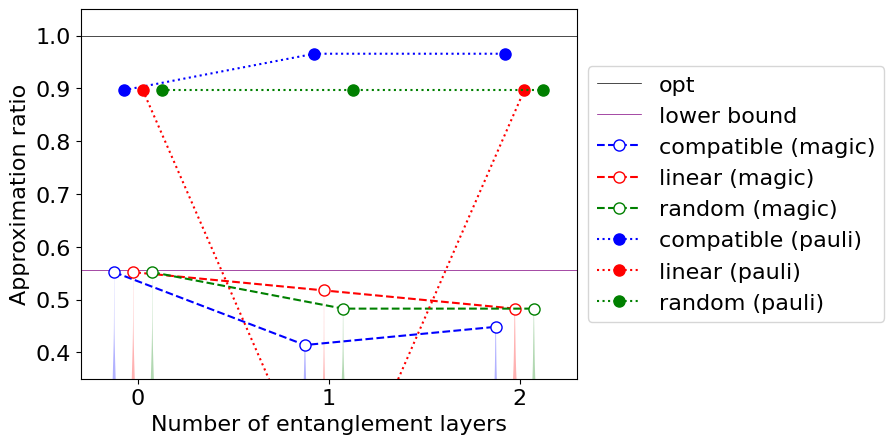 1.0
0.9
0.8
0.7
0.6
0.5
0.4
Approximation ratio
0
1
2
Number of entanglement layers
opt
lower bound
compatible (magic)
linear (magic)
random (magic)
compatible (pauli)
linear (pauli)
random (pauli)